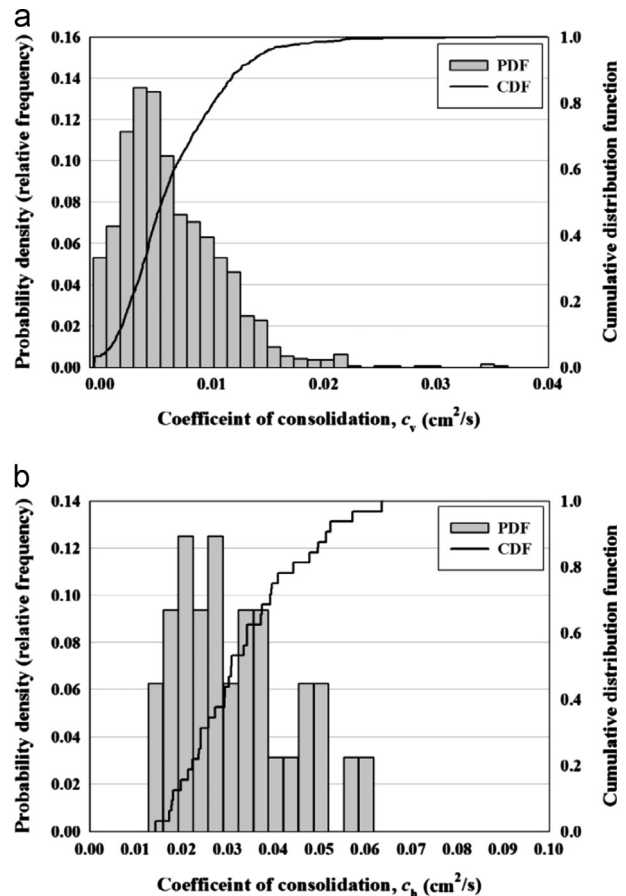 a
0.16
0.14
0.12
0.10
0.08
0.06
0.04
0.02
0.00
Probability density (relative frequency)
1.0
0.8
0.6
0.4
0.2
0.0
Cumulative distribution function
PDF
CDF
0.00 0.01 0.02 0.03 0.04
Coefficeint of consolidation, cv (cm2/s)
b
0.14
0.12
0.10
0.08
0.06
0.04
0.02
0.00
Probability density (relative frequency)
1.0
0.8
0.6
0.4
0.2
0.0
Cumulative distribution function
PDF
CDF
0.00 0.01 0.02 0.03 0.04 0.05 0.06 0.07 0.08 0.09 0.10
Coefficeint of consolidation, ch (cm2/s)